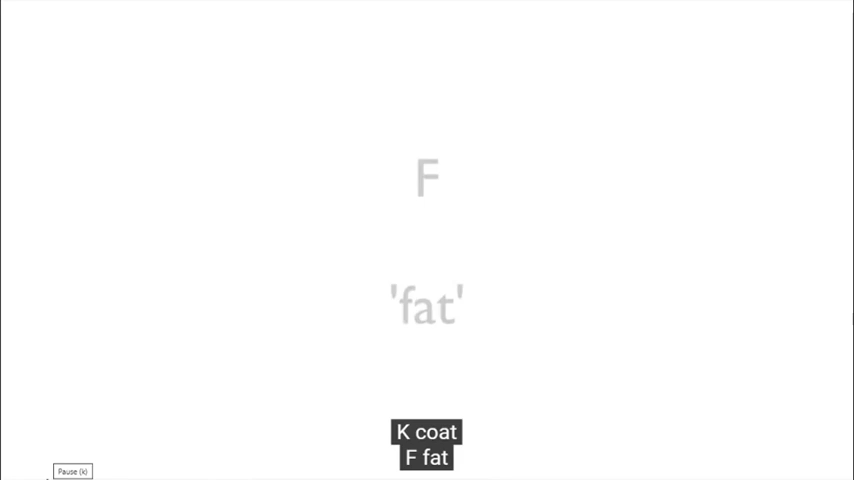 F
'fat'
K coat
F fat
Pause (k)